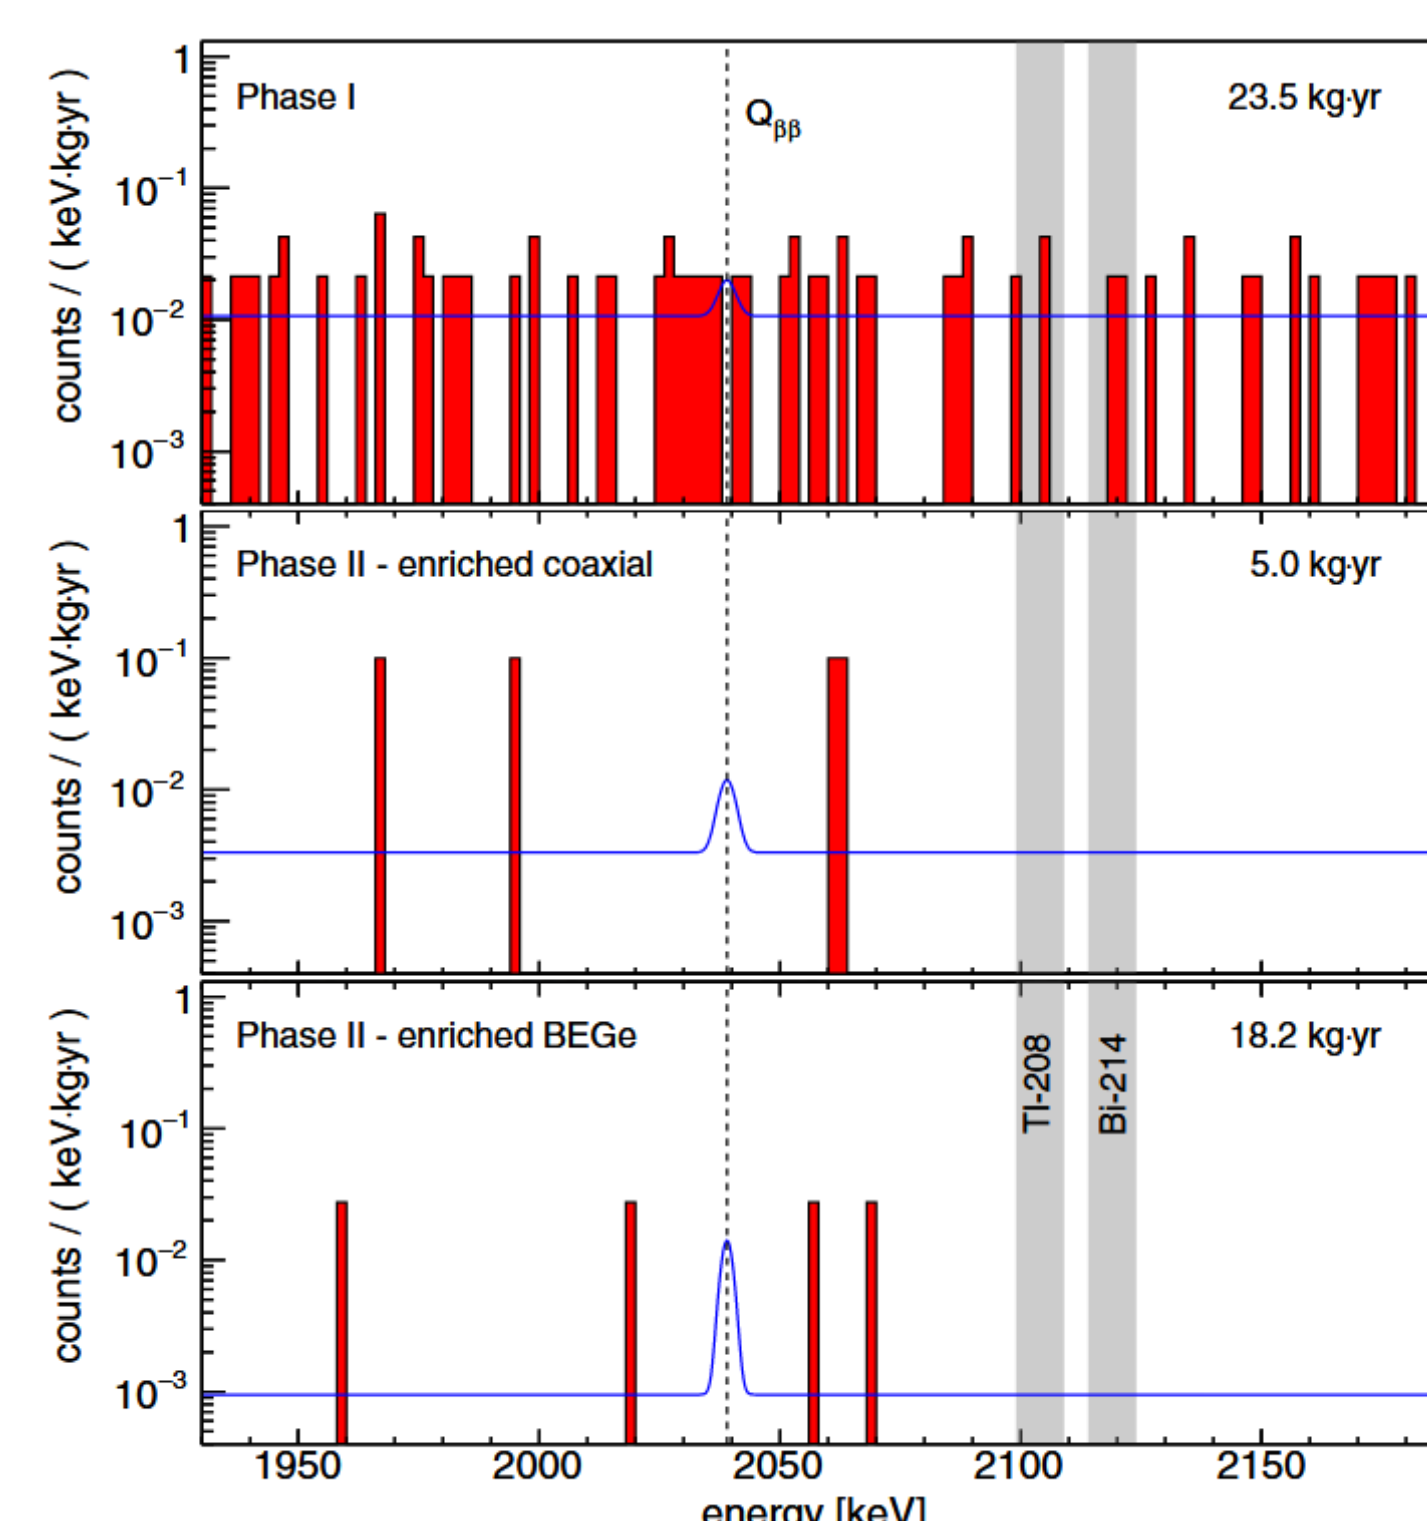 1
Phase I
23.5 kg·yr
Qββ
10⁻¹
10⁻²
10⁻³
counts / ( keV·kg·yr )
1
Phase II - enriched coaxial
5.0 kg·yr
10⁻¹
10⁻²
10⁻³
counts / ( keV·kg·yr )
1
Phase II - enriched BEGe
18.2 kg·yr
Tl-208
Bi-214
10⁻¹
10⁻²
10⁻³
counts / ( keV·kg·yr )
1950 2000 2050 2100 2150
energy [keV]